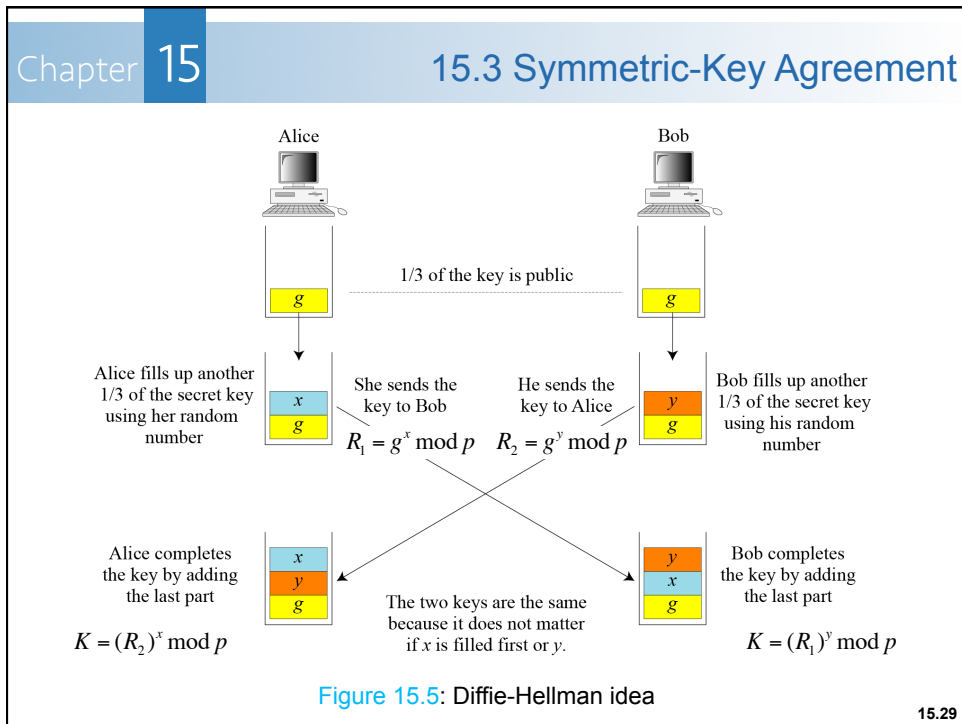 Chapter 15
15.3 Symmetric-Key Agreement
Alice
Bob
1/3 of the key is public
g
g
Alice fills up another
1/3 of the secret key
using her random
number
x
g
She sends the
key to Bob
R₁ = gˣ mod p
He sends the
key to Alice
R₂ = gʸ mod p
y
g
Bob fills up another
1/3 of the secret key
using his random
number
Alice completes
the key by adding
the last part
K = (R₂)ˣ mod p
x
y
g
The two keys are the same
because it does not matter
if x is filled first or y.
y
x
g
Bob completes
the key by adding
the last part
K = (R₁)ʸ mod p
Figure 15.5: Diffie-Hellman idea
15.29